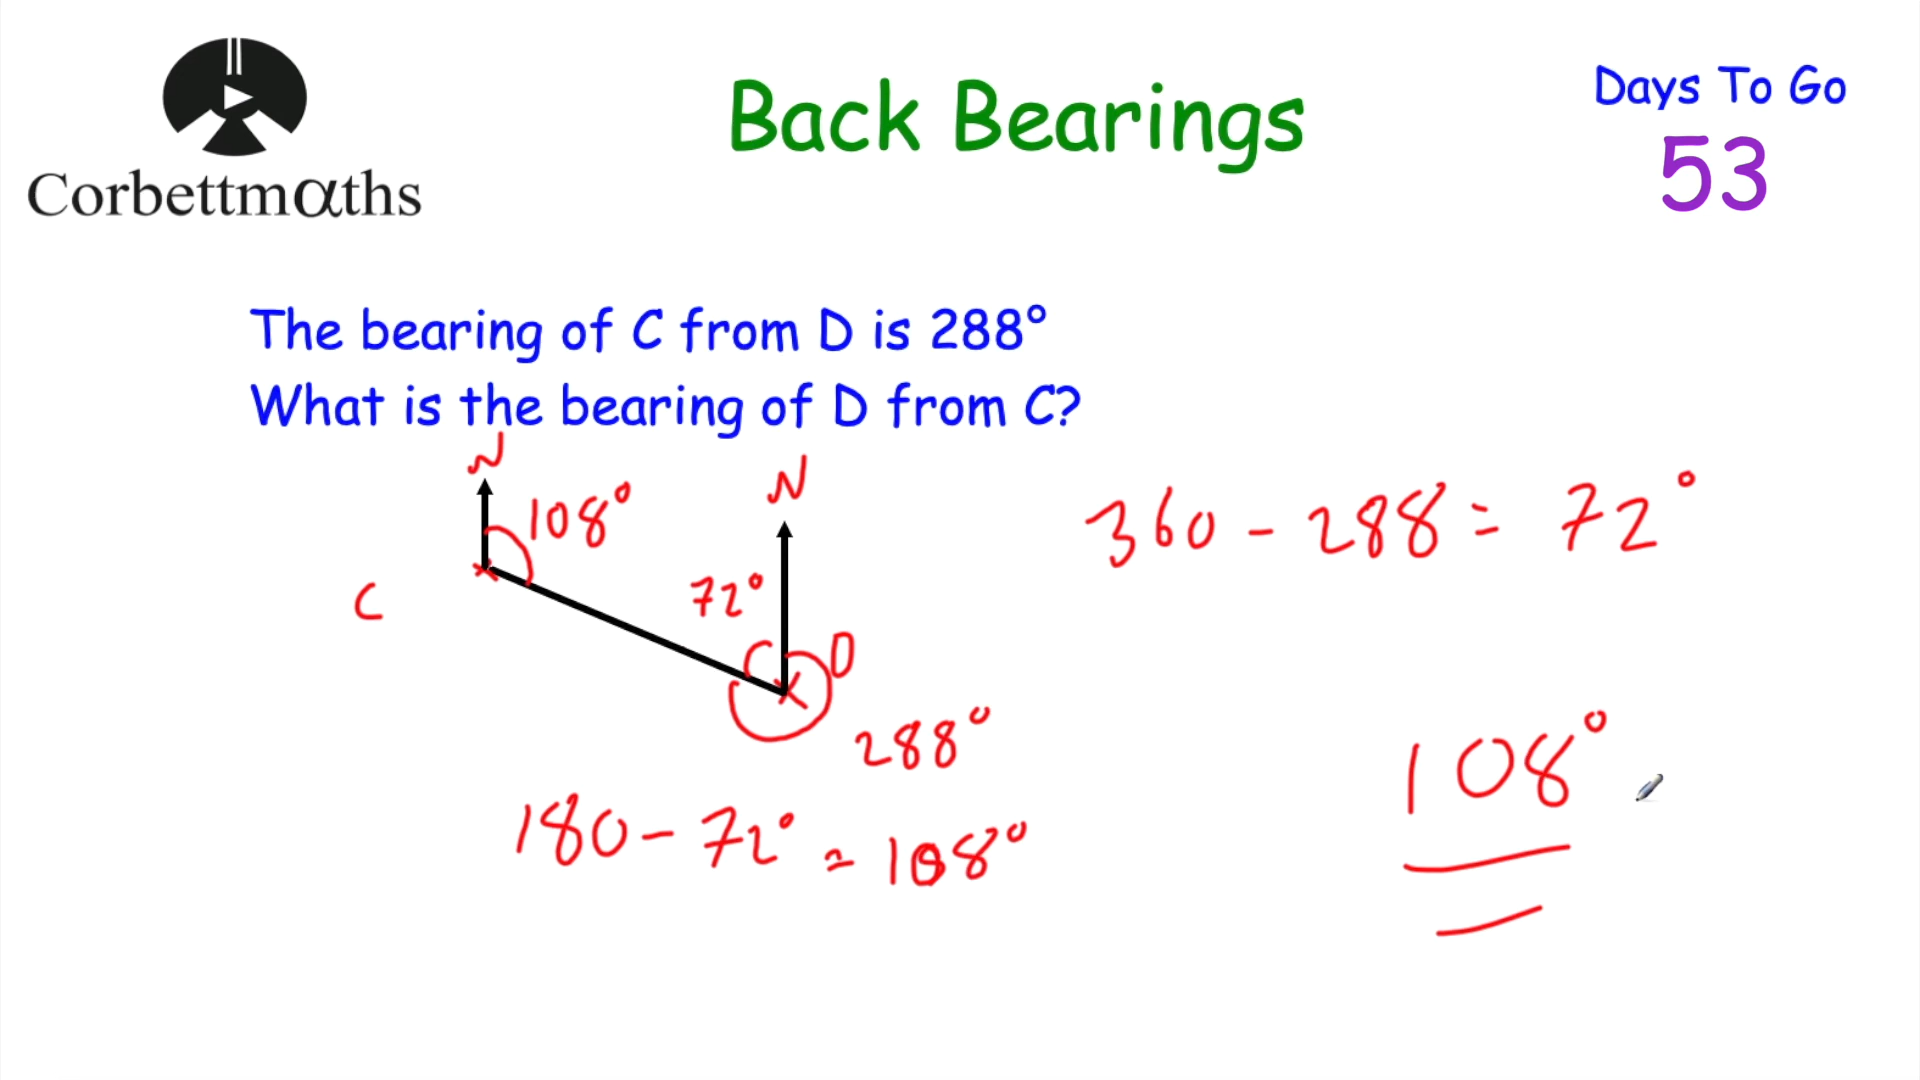 Corbettmαths
Back Bearings
Days To Go
53
The bearing of C from D is 288°
What is the bearing of D from C?
N
N
108°
360 - 288 = 72°
72°
C
D
288°
108°
180 - 72° = 108°